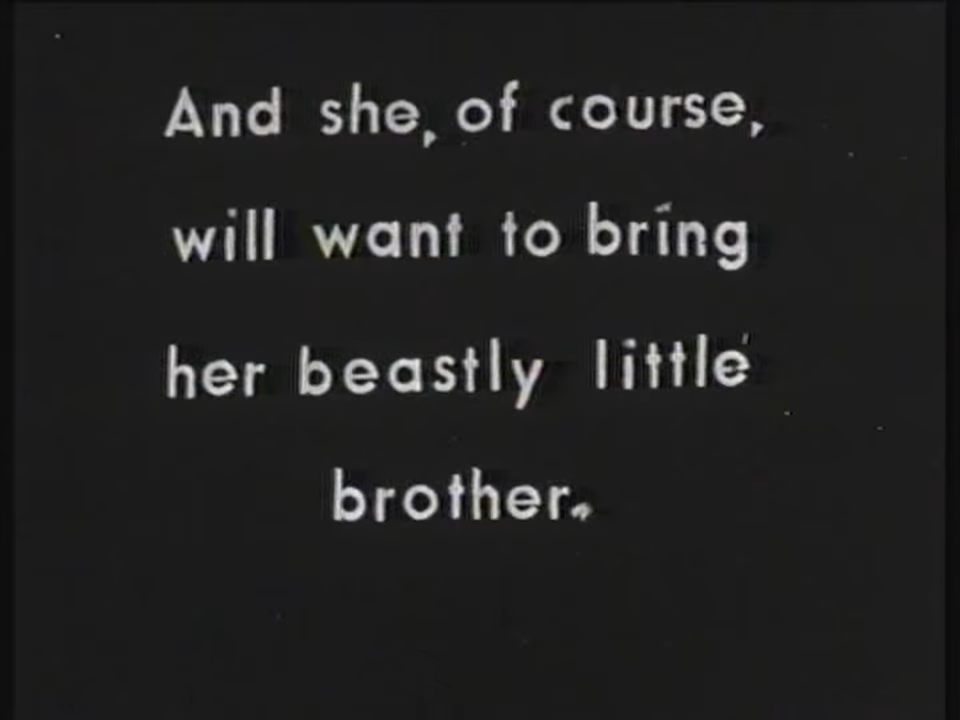 And she, of course,
will want to bring
her beastly little
brother.